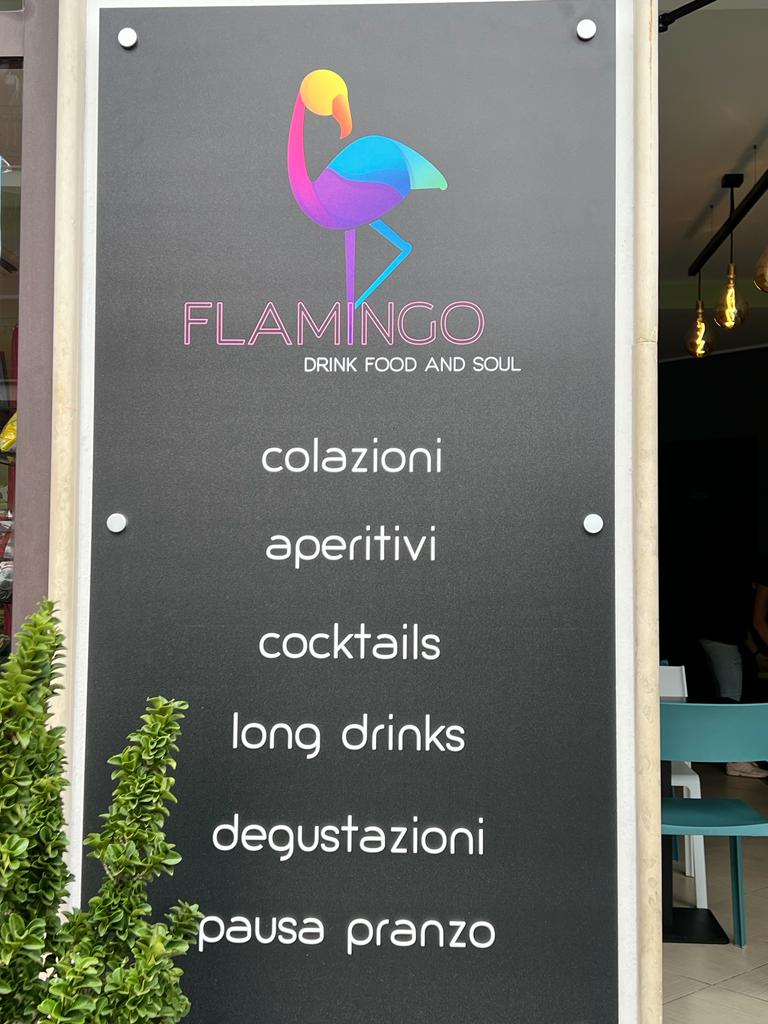 FLAMINGO
DRINK FOOD AND SOUL
colazioni
aperitivi
cocktails
long drinks
degustazioni
pausa pranzo